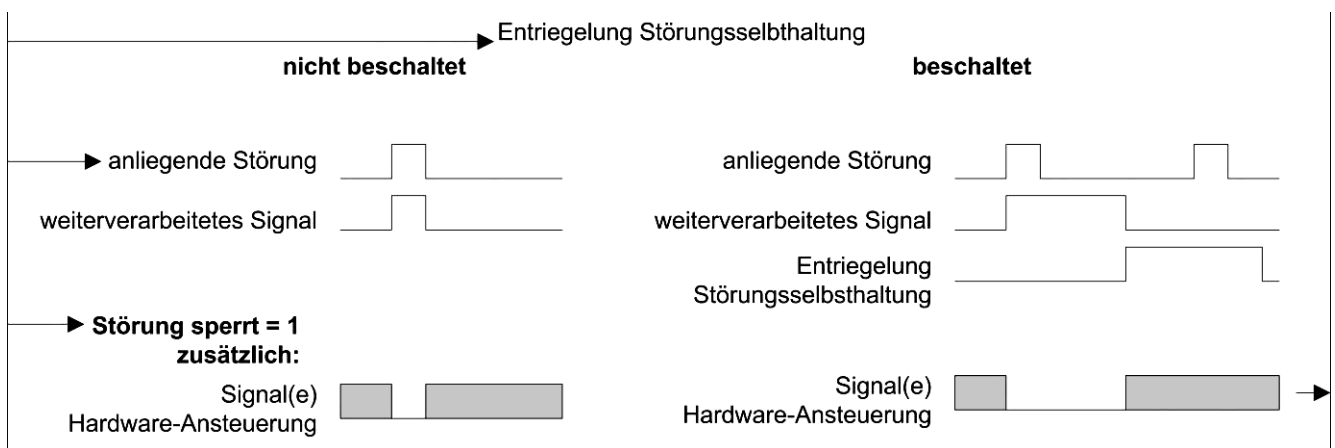 Entriegelung Störungsselbthaltung
nicht beschaltet
beschaltet
anliegende Störung
anliegende Störung
weiterverarbeitetes Signal
weiterverarbeitetes Signal
Entriegelung
Störungsselbsthaltung
Störung sperrt = 1
zusätzlich:
Signal(e)
Hardware-Ansteuerung
Signal(e)
Hardware-Ansteuerung